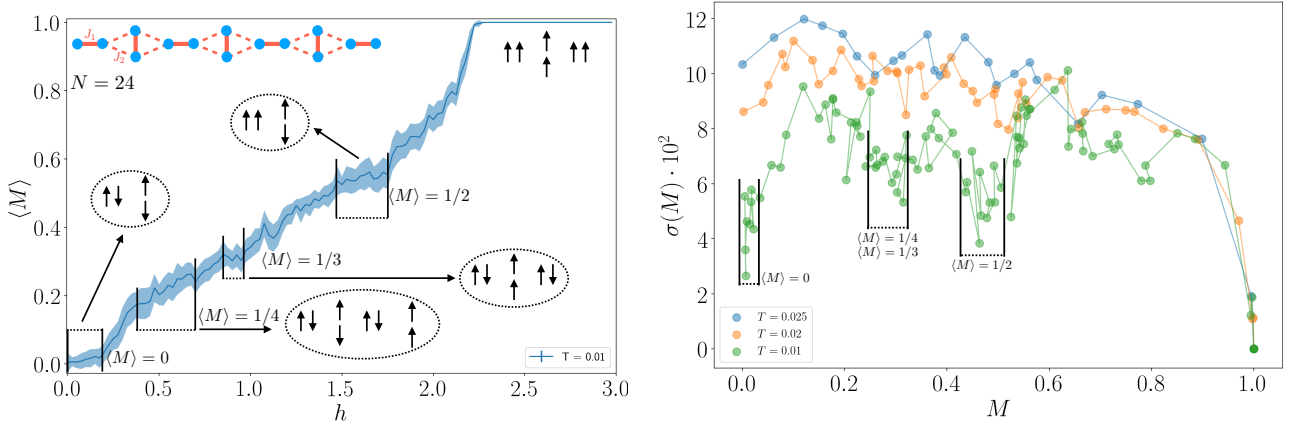 1.0
0.8
0.6
0.4
0.2
0.0
⟨M⟩
J₁
J₂
N = 24
⟨M⟩ = 1/2
⟨M⟩ = 1/3
⟨M⟩ = 1/4
⟨M⟩ = 0
T = 0.01
0.0 0.5 1.0 1.5 2.0 2.5 3.0
h
12
10
8
6
4
2
0
σ(M) · 10²
⟨M⟩ = 1/4
⟨M⟩ = 1/3
⟨M⟩ = 1/2
⟨M⟩ = 0
T = 0.025
T = 0.02
T = 0.01
0.0 0.2 0.4 0.6 0.8 1.0
M